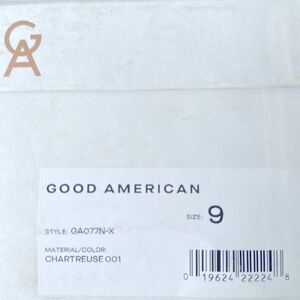 GA
GOOD AMERICAN
SIZE: 9
STYLE: GA077N-X
MATERIAL/COLOR:
CHARTREUSE 001
0 19624 22224 8